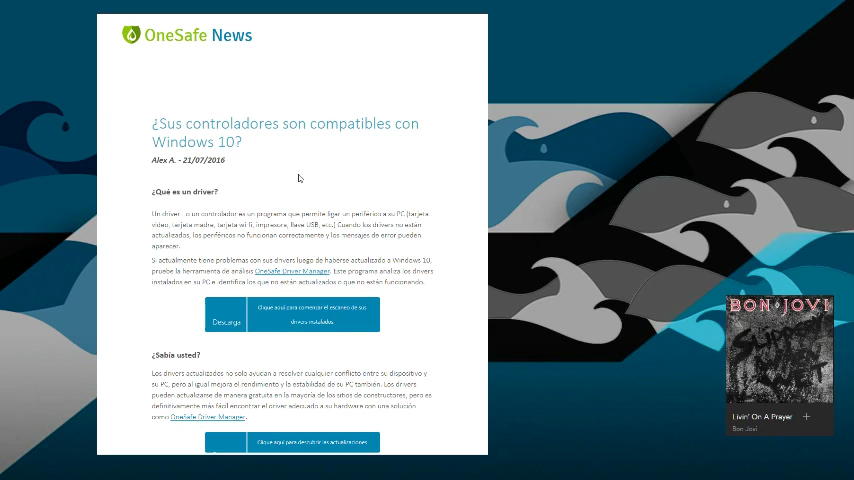 OneSafe News
¿Sus controladores son compatibles con
Windows 10?
Alex A. - 21/07/2016
¿Qué es un driver?
Un driver o un controlador es un programa que permite ligar un periférico a su PC (tarjeta
video, tarjeta madre, tarjeta wi fi, impresora, llave USB, etc.) Cuando los drivers no están
actualizados, los periféricos no funcionan correctamente y los mensajes de error pueden
aparecer.
Si actualmente tiene problemas con sus drivers luego de haberse actualizado a Windows 10,
pruebe la herramienta de análisis OneSafe Driver Manager. Este programa analiza los drivers
instalados en su PC e identifica los que no están actualizados o que no están funcionando.
Descarga
Clique aquí para comenzar el escaneo de sus
drivers instalados
¿Sabía usted?
Los drivers actualizados no solo ayudan a resolver cualquier conflicto entre su dispositivo y
su PC, pero al igual mejora el rendimiento y la estabilidad de su PC también. Los drivers
pueden actualizarse de manera gratuita en la mayoría de los sitios de constructores, pero es
definitivamente más fácil encontrar el driver adecuado a su hardware con una solución
como OneSafe Driver Manager.
Clique aquí para descubrir las actualizaciones
BON JOVI
Livin' On A Prayer
Bon Jovi